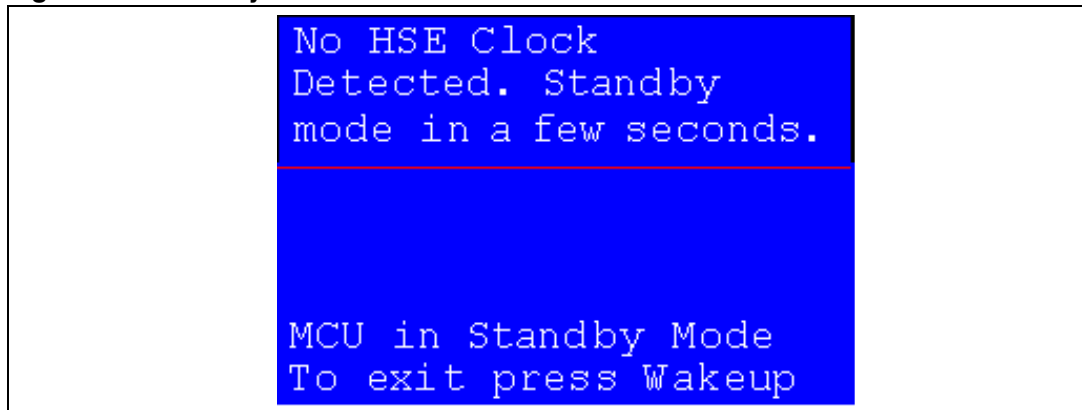 No HSE Clock
Detected. Standby
mode in a few seconds.
MCU in Standby Mode
To exit press Wakeup